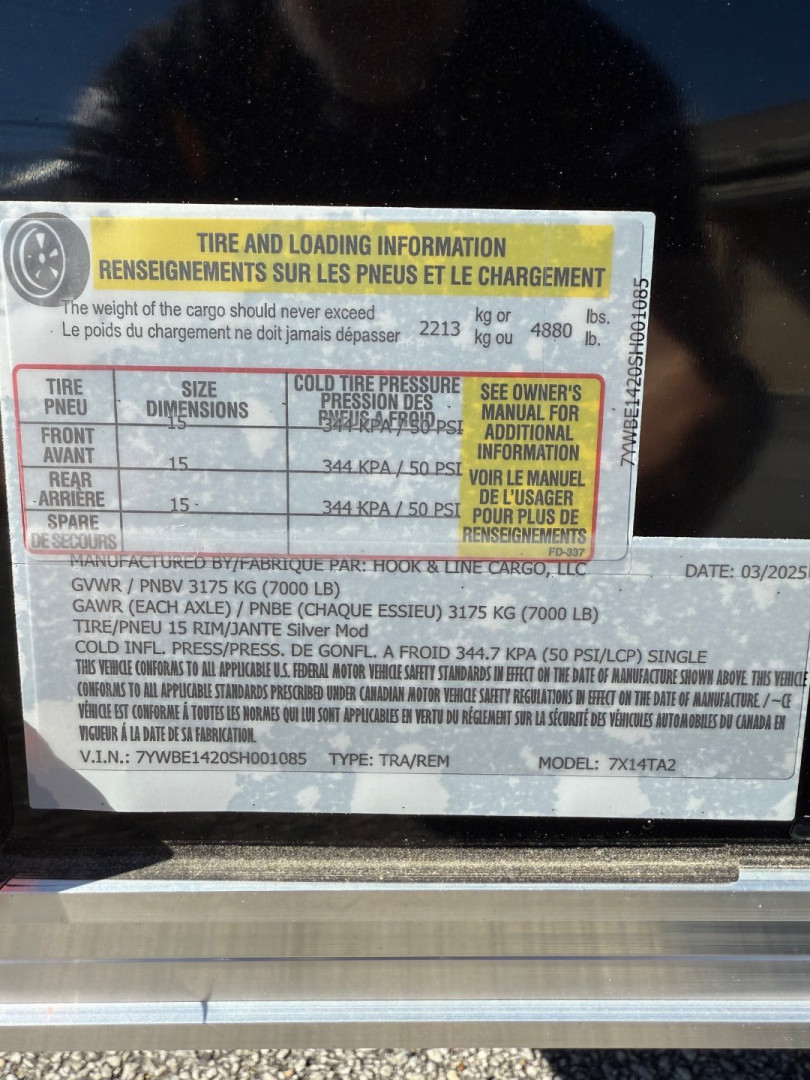 TIRE AND LOADING INFORMATION
RENSEIGNEMENTS SUR LES PNEUS ET LE CHARGEMENT
The weight of the cargo should never exceed 2213 kg or 4880 lbs.
Le poids du chargement ne doit jamais dépasser kg ou lb.
TIRE
PNEU
SIZE
DIMENSIONS
COLD TIRE PRESSURE
PRESSION DES
PNEUS A FROID
FRONT
AVANT
15
344 KPA / 50 PSI
REAR
ARRIÈRE
15
344 KPA / 50 PSI
SPARE
DE SECOURS
15 -
344 KPA / 50 PSI
SEE OWNER'S
MANUAL FOR
ADDITIONAL
INFORMATION
VOIR LE MANUEL
DE L'USAGER
POUR PLUS DE
RENSEIGNEMENTS
FD-337
7YWBE1420SH001085
MANUFACTURED BY/FABRIQUE PAR: HOOK & LINE CARGO, LLC DATE: 03/2025
GVWR / PNBV 3175 KG (7000 LB)
GAWR (EACH AXLE) / PNBE (CHAQUE ESSIEU) 3175 KG (7000 LB)
TIRE/PNEU 15 RIM/JANTE Silver Mod
COLD INFL. PRESS/PRESS. DE GONFL. A FROID 344.7 KPA (50 PSI/LCP) SINGLE
THIS VEHICLE CONFORMS TO ALL APPLICABLE U.S. FEDERAL MOTOR VEHICLE SAFETY STANDARDS IN EFFECT ON THE DATE OF MANUFACTURE SHOWN ABOVE. THIS VEHICLE
CONFORMS TO ALL APPLICABLE STANDARDS PRESCRIBED UNDER CANADIAN MOTOR VEHICLE SAFETY REGULATIONS IN EFFECT ON THE DATE OF MANUFACTURE. / ~CE
VÉHICLE EST CONFORME Á TOUTES LES NORMES QUI LUI SONT APPLICABLES EN VERTU DU RÉGLEMENT SUR LA SÉCURITÉ DES VÉHICULES AUTOMOBILES DU CANADA EN
VIGUEUR Á LA DATE DE SA FABRICATION.
V.I.N.: 7YWBE1420SH001085 TYPE: TRA/REM MODEL: 7X14TA2